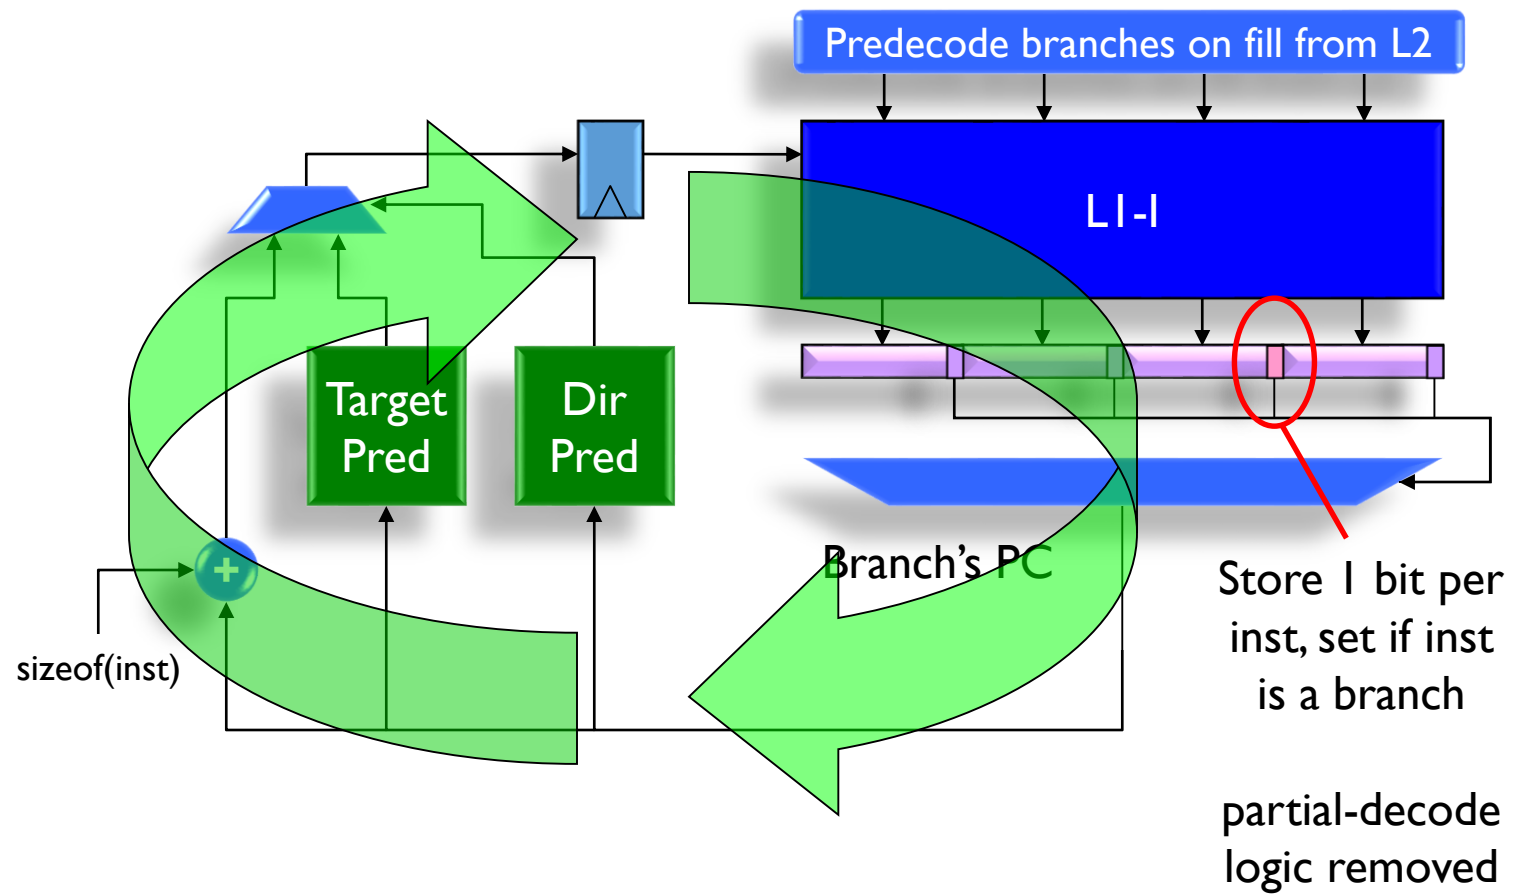 Predecode branches on fill from L2
L1-I
Target
Pred
Dir
Pred
+
Branch's PC
sizeof(inst)
Store 1 bit per
inst, set if inst
is a branch
partial-decode
logic removed